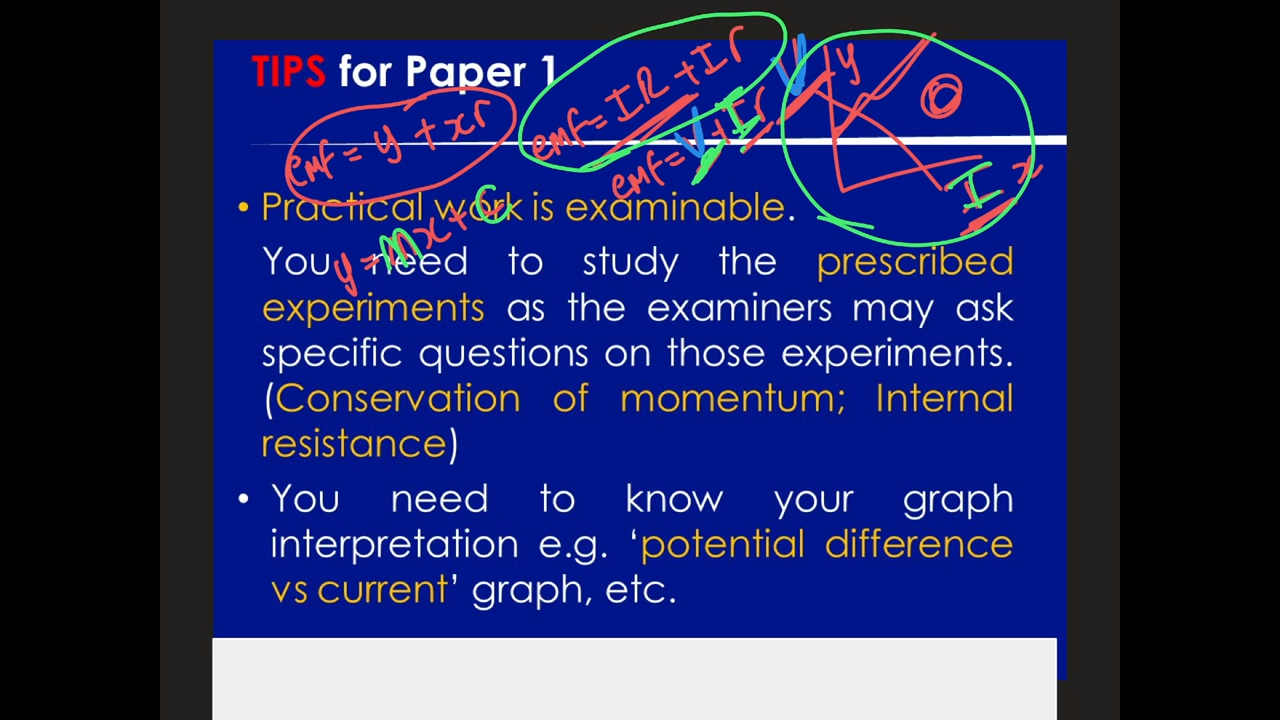 TIPS for Paper 1
emf = IR + Ir
emf = V + Ir
emf = y + xr
y = mx + c
V y
I x
• Practical work is examinable.
You need to study the prescribed
experiments as the examiners may ask
specific questions on those experiments.
(Conservation of momentum; Internal
resistance)
• You need to know your graph
interpretation e.g. ‘potential difference
vs current’ graph, etc.